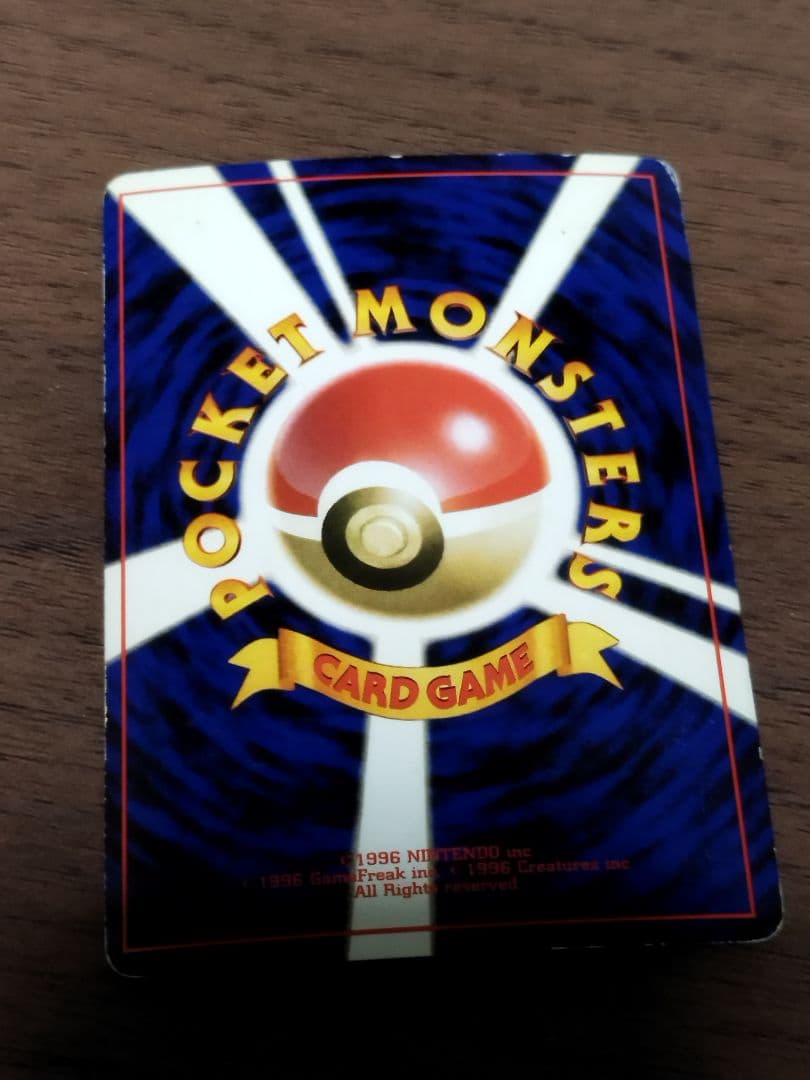 POCKET MONSTERS
CARD GAME
©1996 NINTENDO inc
© 1996 GameFreak inc. © 1996 Creatures inc
All Rights reserved